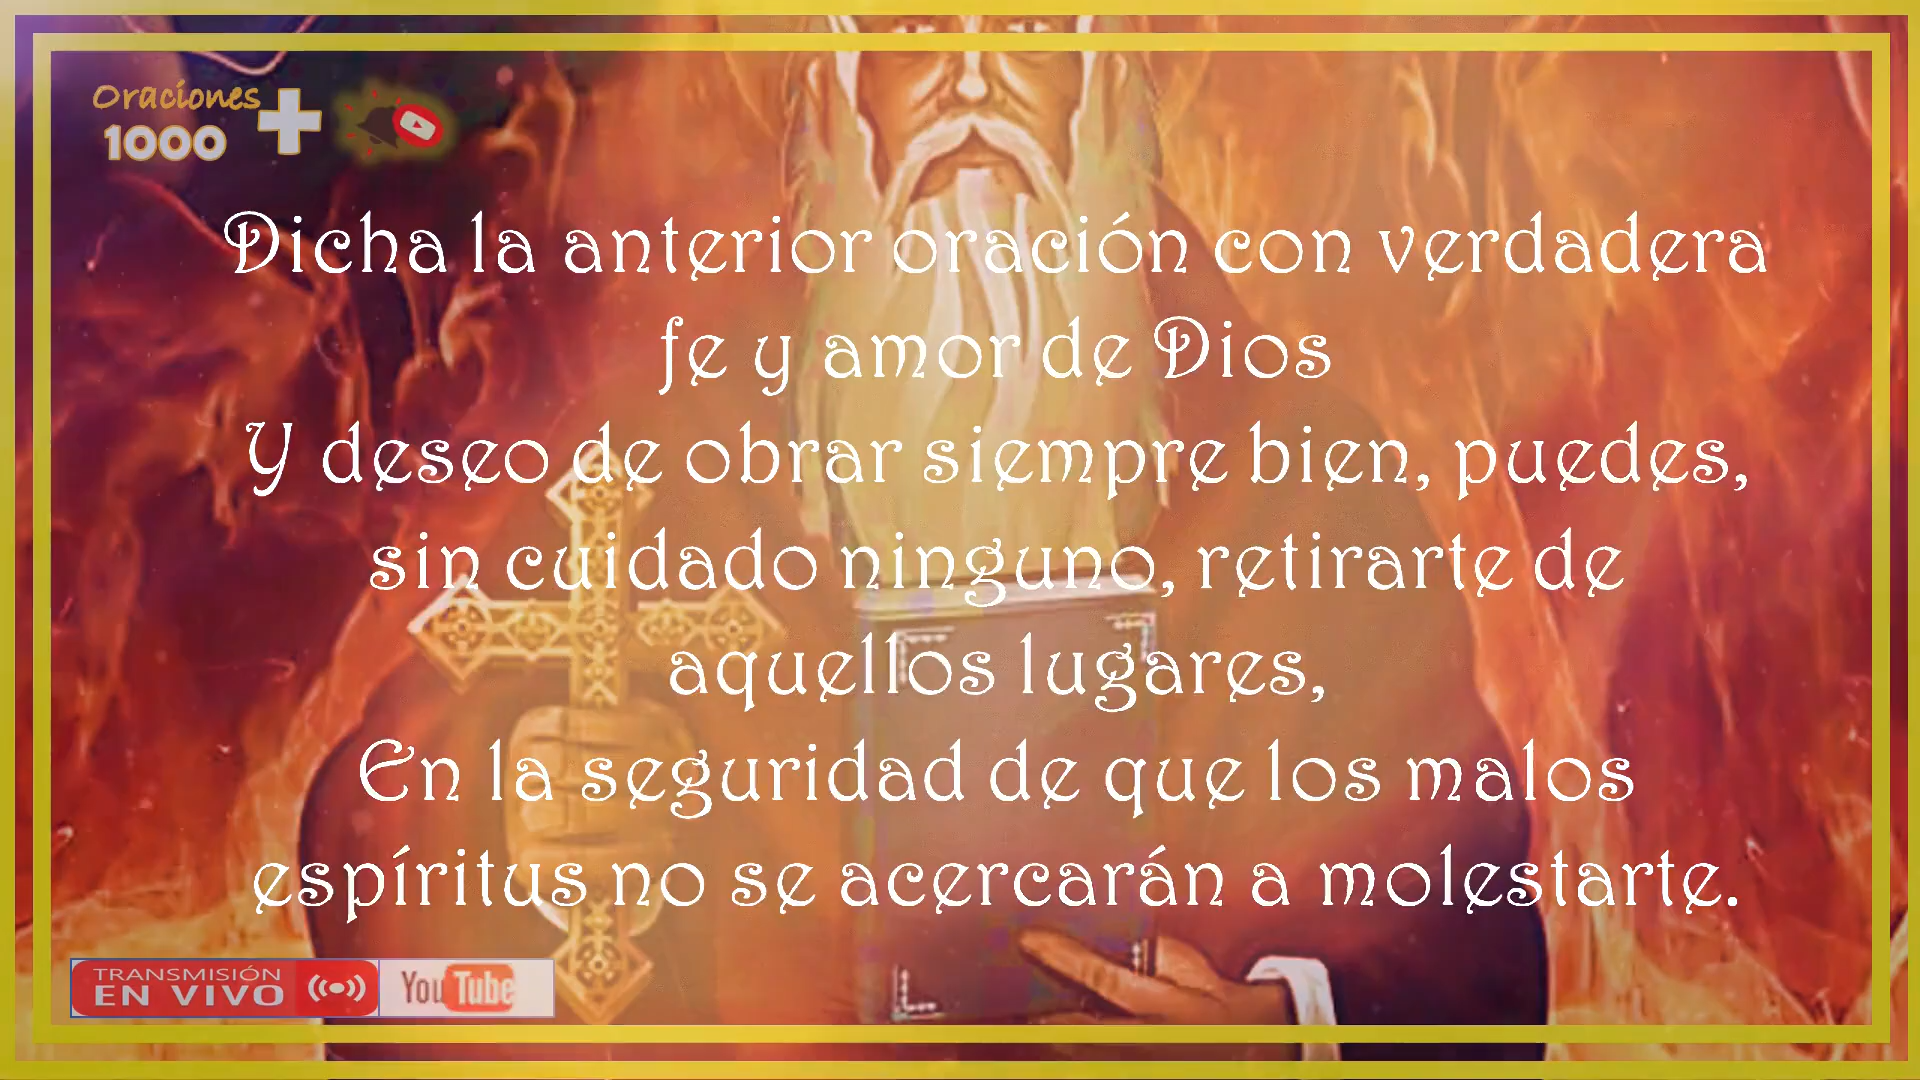 Oraciones
1000
Dicha la anterior oración con verdadera
fe y amor de Dios
Y deseo de obrar siempre bien, puedes,
sin cuidado ninguno, retirarte de
aquellos lugares,
En la seguridad de que los malos
espíritus no se acercarán a molestarte.
TRANSMISIÓN
EN VIVO
YouTube